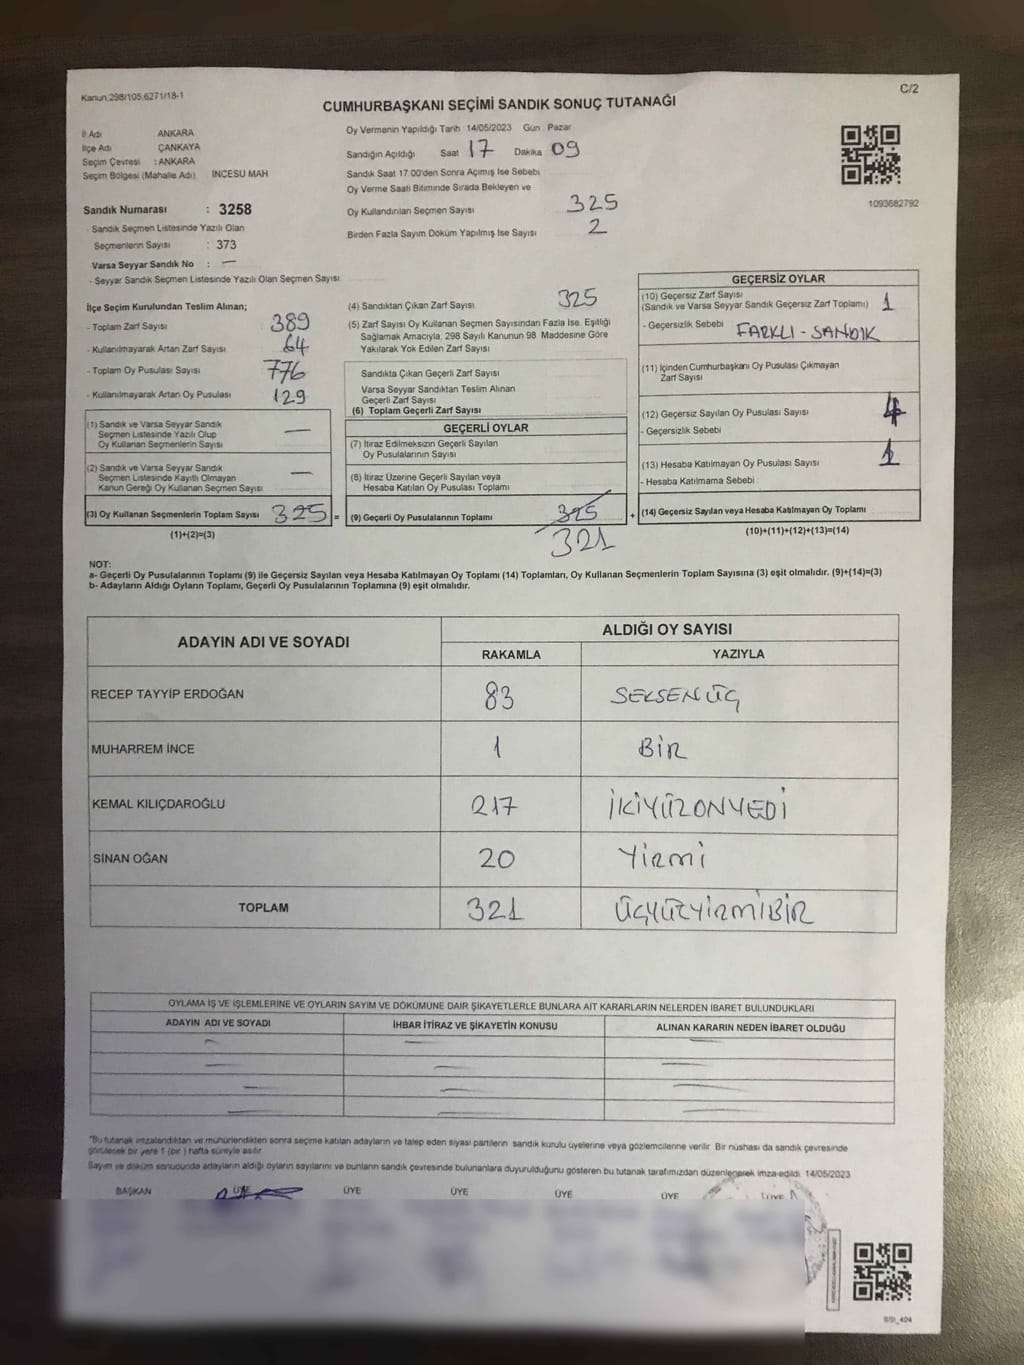 Kanun;298/105,6271/18-1
C/2
CUMHURBAŞKANI SEÇİMİ SANDIK SONUÇ TUTANAĞI
İl Adı ANKARA
İlçe Adı ÇANKAYA
Seçim Çevresi : ANKARA
Seçim Bölgesi (Mahalle Adı) INCESU MAH
Sandık Numarası : 3258
- Sandık Seçmen Listesinde Yazılı Olan
Seçmenlerin Sayısı : 373
Varsa Seyyar Sandık No : —
- Seyyar Sandık Seçmen Listesinde Yazılı Olan Seçmen Sayısı
Oy Vermenin Yapıldığı Tarih 14/05/2023 Gün Pazar
Sandığın Açıldığı Saat 17 Dakika 09
Sandık Saat 17.00'den Sonra Açımış Ise Sebebi
Oy Verme Saati Bitiminde Sırada Bekleyen ve
Oy Kullandırılan Seçmen Sayısı 325
Birden Fazla Sayım Döküm Yapılmış Ise Sayısı 2
1093682792
İlçe Seçim Kurulundan Teslim Alınan;
- Toplam Zarf Sayısı 389
- Kullanılmayarak Artan Zarf Sayısı 64
- Toplam Oy Pusulası Sayısı 776
- Kullanılmayarak Artan Oy Pusulası 129
(1) Sandık ve Varsa Seyyar Sandık
Seçmen Listesinde Yazılı Olup
Oy Kullanan Seçmenlerin Sayısı —
(2) Sandık ve Varsa Seyyar Sandık
Seçmen Listesinde Kayıtlı Olmayan
Kanun Gereği Oy Kullanan Seçmen Sayısı —
(3) Oy Kullanan Seçmenlerin Toplam Sayısı 325 =
(1)+(2)=(3)
(4) Sandıktan Çıkan Zarf Sayısı 325
(5) Zarf Sayısı Oy Kullanan Seçmen Sayısından Fazla Ise, Eşitliği
Sağlamak Amacıyla, 298 Sayılı Kanunun 98. Maddesine Göre
Yakılarak Yok Edilen Zarf Sayısı
Sandıkta Çıkan Geçerli Zarf Sayısı
Varsa Seyyar Sandıktan Teslim Alınan
Geçerli Zarf Sayısı
(6) Toplam Geçerli Zarf Sayısı
GEÇERLİ OYLAR
(7) İtiraz Edilmeksizin Geçerli Sayılan
Oy Pusulalarının Sayısı
(8) İtiraz Üzerine Geçerli Sayılan veya
Hesaba Katılan Oy Pusulası Toplamı
(9) Geçerli Oy Pusulalarının Toplamı 325 +
321
GEÇERSİZ OYLAR
(10) Geçersiz Zarf Sayısı
(Sandık ve Varsa Seyyar Sandık Geçersiz Zarf Toplamı) 1
- Geçersizlik Sebebi FARKLI-SANDIK
(11) İçinden Cumhurbaşkanı Oy Pusulası Çıkmayan
Zarf Sayısı
(12) Geçersiz Sayılan Oy Pusulası Sayısı
- Geçersizlik Sebebi
(13) Hesaba Katılmayan Oy Pusulası Sayısı
- Hesaba Katılmama Sebebi
(14) Geçersiz Sayılan veya Hesaba Katılmayan Oy Toplamı
(10)+(11)+(12)+(13)=(14)
NOT:
a- Geçerli Oy Pusulalarının Toplamı (9) ile Geçersiz Sayılan veya Hesaba Katılmayan Oy Toplamı (14) Toplamları, Oy Kullanan Seçmenlerin Toplam Sayısına (3) eşit olmalıdır. (9)+(14)=(3)
b- Adayların Aldığı Oyların Toplamı, Geçerli Oy Pusulalarının Toplamına (9) eşit olmalıdır.
ADAYIN ADI VE SOYADI ALDIĞI OY SAYISI
RAKAMLA YAZIYLA
RECEP TAYYİP ERDOĞAN 83 SEKSENÜÇ
MUHARREM İNCE 1 BİR
KEMAL KILIÇDAROĞLU 217 İKİYÜZONYEDİ
SİNAN OĞAN 20 YİRMİ
TOPLAM 321 ÜÇYÜZYİRMİBİR
OYLAMA İŞ VE İŞLEMLERİNE VE OYLARIN SAYIM VE DÖKÜMÜNE DAİR ŞİKAYETLERLE BUNLARA AİT KARARLARIN NELERDEN İBARET BULUNDUKLARI
ADAYIN ADI VE SOYADI İHBAR İTİRAZ VE ŞİKAYETİN KONUSU ALINAN KARARIN NEDEN İBARET OLDUĞU
"Bu tutanak imzalandıktan ve mühürlendikten sonra seçime katılan adayların ve talep eden siyasi partilerin sandık kurulu üyelerine veya gözlemcilerine verilir. Bir nüshası da sandık çevresinde
görülecek bir yere 1 (bir ) hafta süreyle asılır.
Sayım ve döküm sonucunda adayların aldığı oyların sayılarını ve bunların sandık çevresinde bulunanlara duyurulduğunu gösteren bu tutanak tarafımızdan düzenlenerek imza edildi. 14/05/2023
BAŞKAN ÜYE ÜYE ÜYE ÜYE ÜYE ÜYE